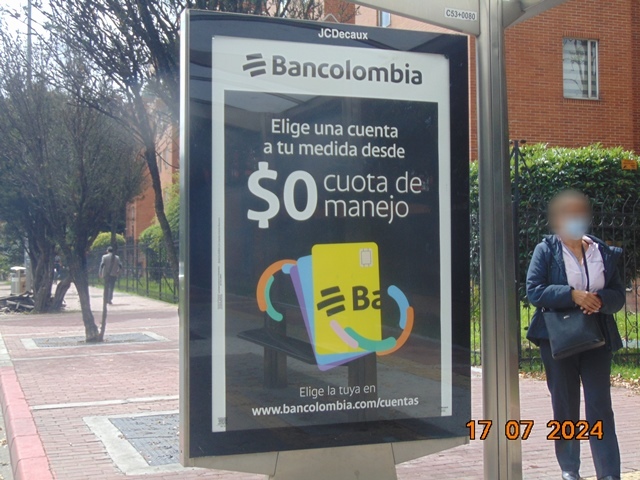 C53+0080
JCDecaux
Bancolombia
Elige una cuenta
a tu medida desde
$0 cuota de
manejo
Ba
Elige la tuya en
www.bancolombia.com/cuentas
17 07 2024